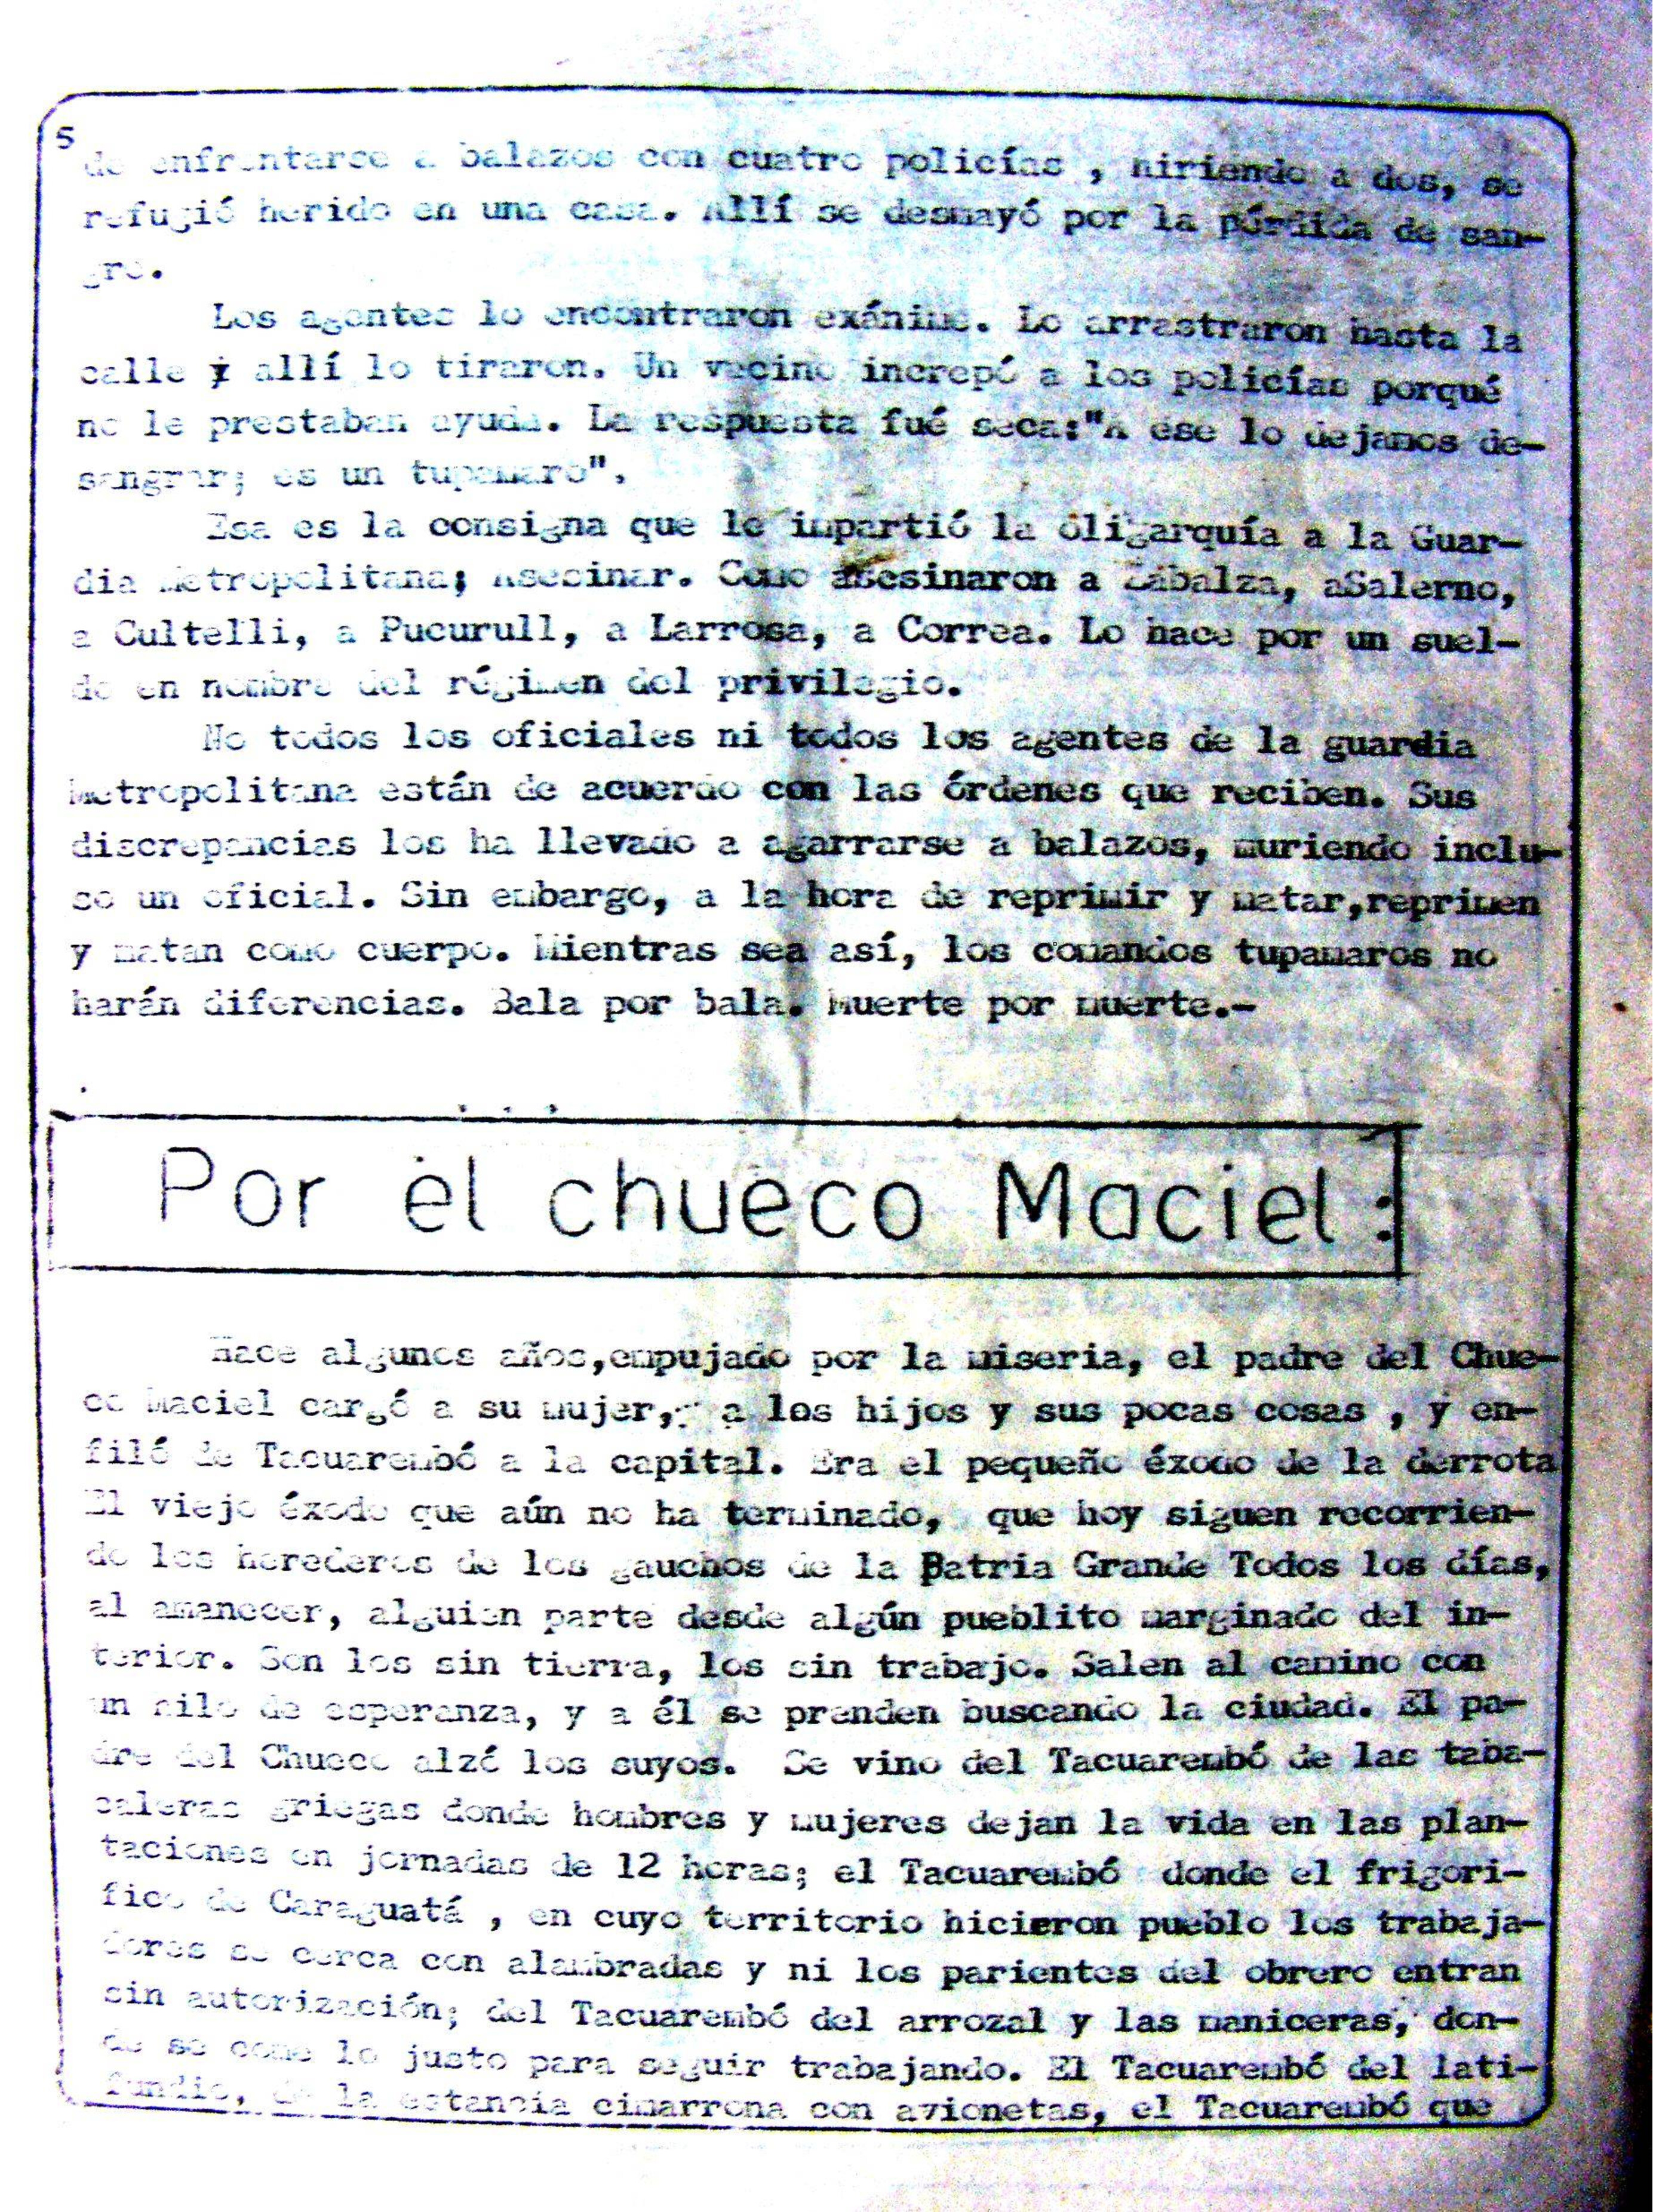 5
de enfrentarse a balazos con cuatro policías , hiriendo a dos, se
refugió herido en una casa. Allí se desmayó por la pérdida de san-
gre.
Los agentes lo encontraron exánime. Lo arrastraron hasta la
calle y allí lo tiraron. Un vecino increpó a los policías porqué
no le prestaban ayuda. La respuesta fué seca:"A ese lo dejamos de-
sangrar; es un tupamaro".
Esa es la consigna que le impartió la oligarquía a la Guar-
dia Metropolitana; Asesinar. Como asesinaron a Zabalza, aSalerno,
a Cultelli, a Pucurull, a Larrosa, a Correa. Lo hace por un suel-
do en nombre del régimen del privilegio.
No todos los oficiales ni todos los agentes de la guardia
Metropolitana están de acuerdo con las órdenes que reciben. Sus
discrepancias los ha llevado a agarrarse a balazos, muriendo inclu-
so un oficial. Sin embargo, a la hora de reprimir y matar,reprimen
y matan como cuerpo. Mientras sea así, los comandos tupamaros no
harán diferencias. Bala por bala. Muerte por muerte.-
Por el chueco Maciel:
Hace algunos años,empujado por la miseria, el padre del Chue-
co Maciel cargó a su mujer, a los hijos y sus pocas cosas , y en-
filó de Tacuarembó a la capital. Era el pequeño éxodo de la derrota
El viejo éxodo que aún no ha terminado, que hoy siguen recorrien-
do los herederos de los gauchos de la Patria Grande Todos los días,
al amanecer, alguien parte desde algún pueblito marginado del in-
terior. Son los sin tierra, los sin trabajo. Salen al camino con
un hilo de esperanza, y a él se prenden buscando la ciudad. El pa-
dre del Chueco alzó los suyos. Se vino del Tacuarembó de las taba-
caleras griegas donde hombres y mujeres dejan la vida en las plan-
taciones en jornadas de 12 horas; el Tacuarembó donde el frigorí-
fico de Caraguatá , en cuyo territorio hicieron pueblo los trabaja-
dores se cerca con alambradas y ni los parientes del obrero entran
sin autorización; del Tacuarembó del arrozal y las maniceras, don-
de se come lo justo para seguir trabajando. El Tacuarembó del lati-
fundio, de la estancia cimarrona con avionetas, el Tacuarembó que